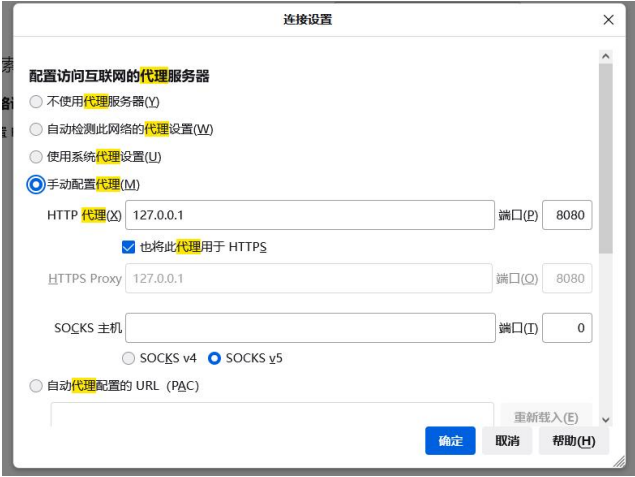 连接设置
索
配置访问互联网的代理服务器
不使用代理服务器(Y)
自动检测此网络的代理设置(W)
使用系统代理设置(U)
手动配置代理(M)
HTTP 代理(X) 127.0.0.1 端口(P) 8080
也将此代理用于 HTTPS
HTTPS Proxy 127.0.0.1 端口(O) 8080
SOCKS 主机 端口(T) 0
SOCKS v4 SOCKS v5
自动代理配置的 URL（PAC）
重新载入(E)
确定 取消 帮助(H)